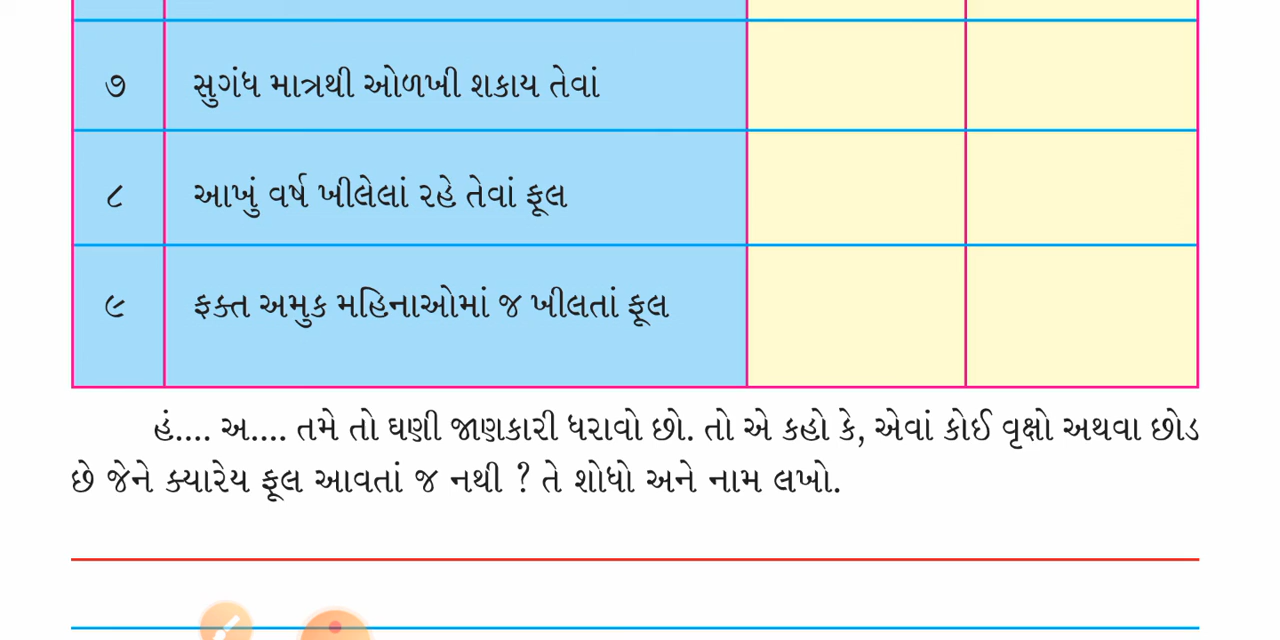 ૭ સુગંધ માત્રથી ઓળખી શકાય તેવાં
૮ આખું વર્ષ ખીલેલાં રહે તેવાં ફૂલ
૯ ફક્ત અમુક મહિનાઓમાં જ ખીલતાં ફૂલ
હં.... અ.... તમે તો ઘણી જાણકારી ધરાવો છો. તો એ કહો કે, એવાં કોઈ વૃક્ષો અથવા છોડ
છે જેને ક્યારેય ફૂલ આવતાં જ નથી ? તે શોધો અને નામ લખો.